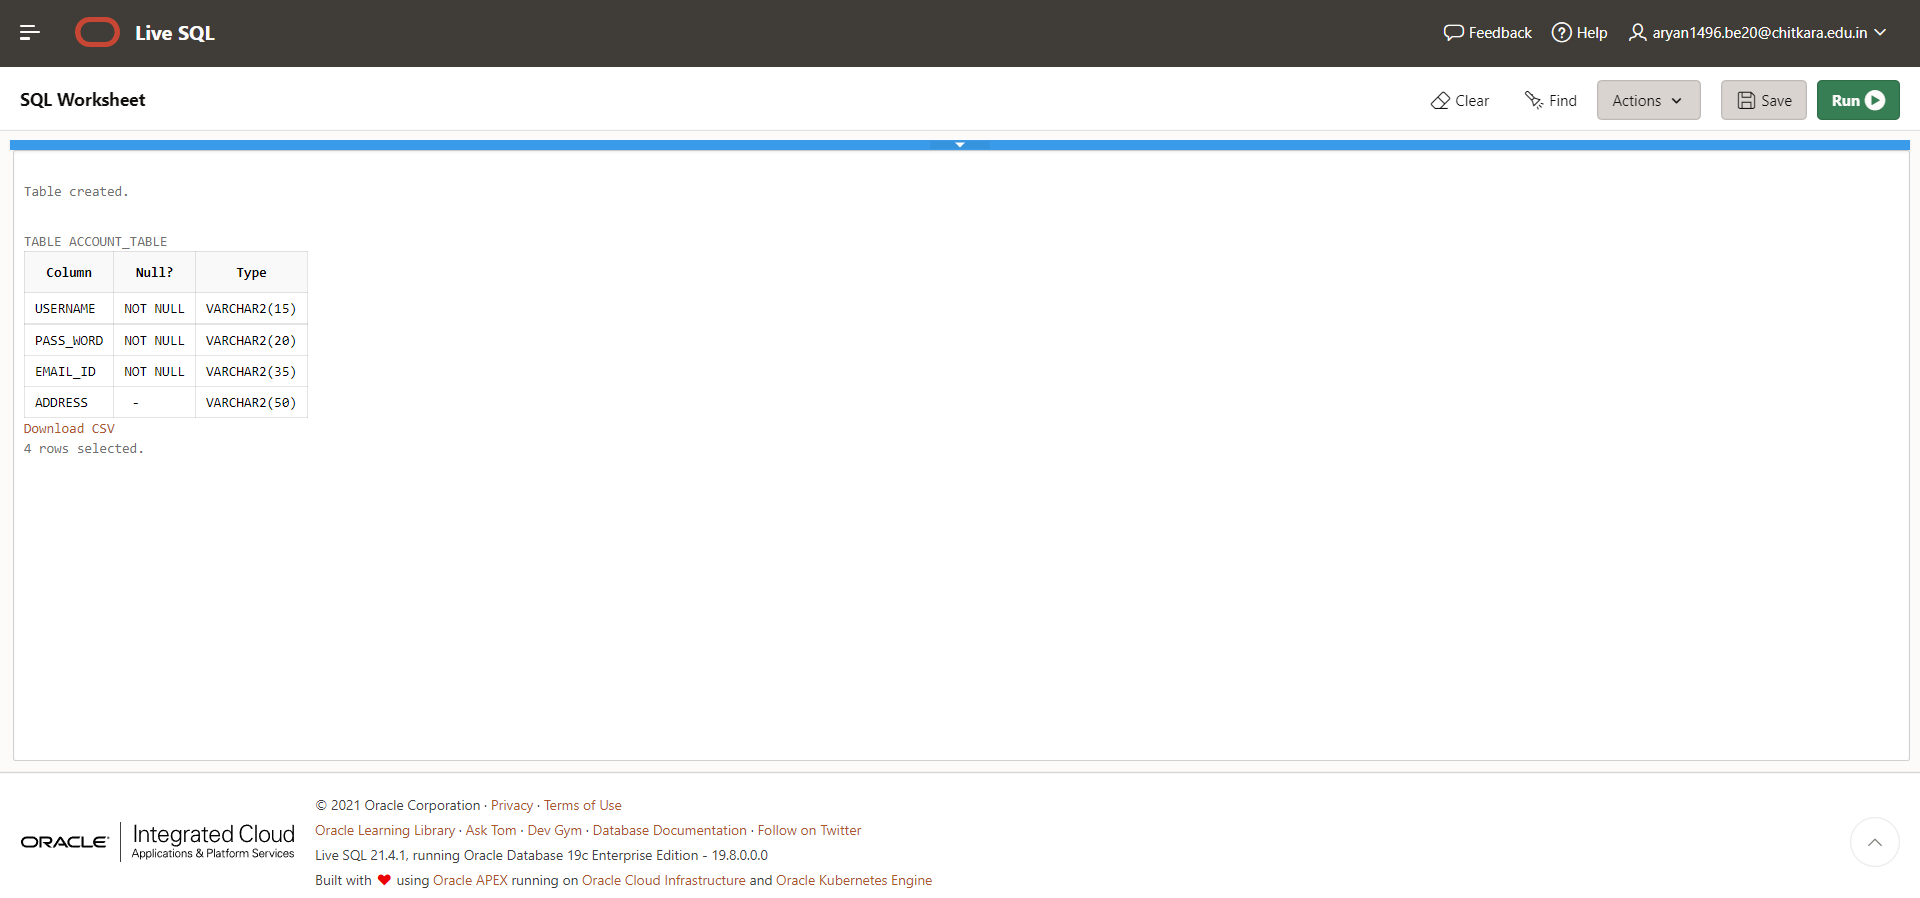 Live SQL
Feedback
Help
aryan1496.be20@chitkara.edu.in
SQL Worksheet
Clear
Find
Actions
Save
Run
Table created.
TABLE ACCOUNT_TABLE
Column Null? Type
USERNAME NOT NULL VARCHAR2(15)
PASS_WORD NOT NULL VARCHAR2(20)
EMAIL_ID NOT NULL VARCHAR2(35)
ADDRESS - VARCHAR2(50)
Download CSV
4 rows selected.
ORACLE
Integrated Cloud
Applications & Platform Services
© 2021 Oracle Corporation · Privacy · Terms of Use
Oracle Learning Library · Ask Tom · Dev Gym · Database Documentation · Follow on Twitter
Live SQL 21.4.1, running Oracle Database 19c Enterprise Edition - 19.8.0.0.0
Built with ❤ using Oracle APEX running on Oracle Cloud Infrastructure and Oracle Kubernetes Engine